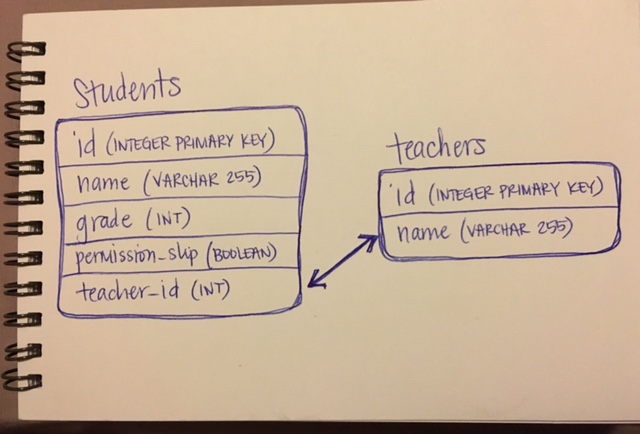 Students
id (INTEGER PRIMARY KEY)
name (VARCHAR 255)
grade (INT)
permission_slip (BOOLEAN)
teacher_id (INT)
teachers
id (INTEGER PRIMARY KEY)
name (VARCHAR 255)